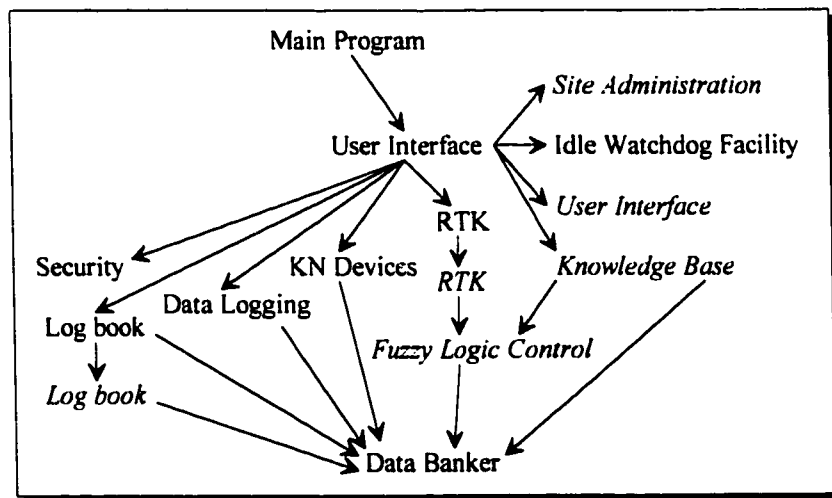 Main Program
Site Administration
User Interface
Idle Watchdog Facility
User Interface
RTK
Security
KN Devices
RTK
Knowledge Base
Data Logging
Log book
Fuzzy Logic Control
Log book
Data Banker